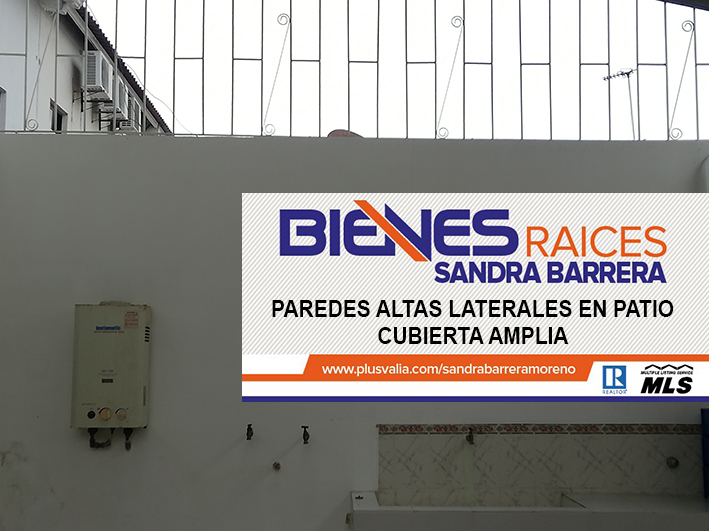 BIENES RAICES
SANDRA BARRERA
PAREDES ALTAS LATERALES EN PATIO
CUBIERTA AMPLIA
www.plusvalia.com/sandrabarreramoreno
R
REALTOR
MULTIPLE LISTING SERVICE
MLS